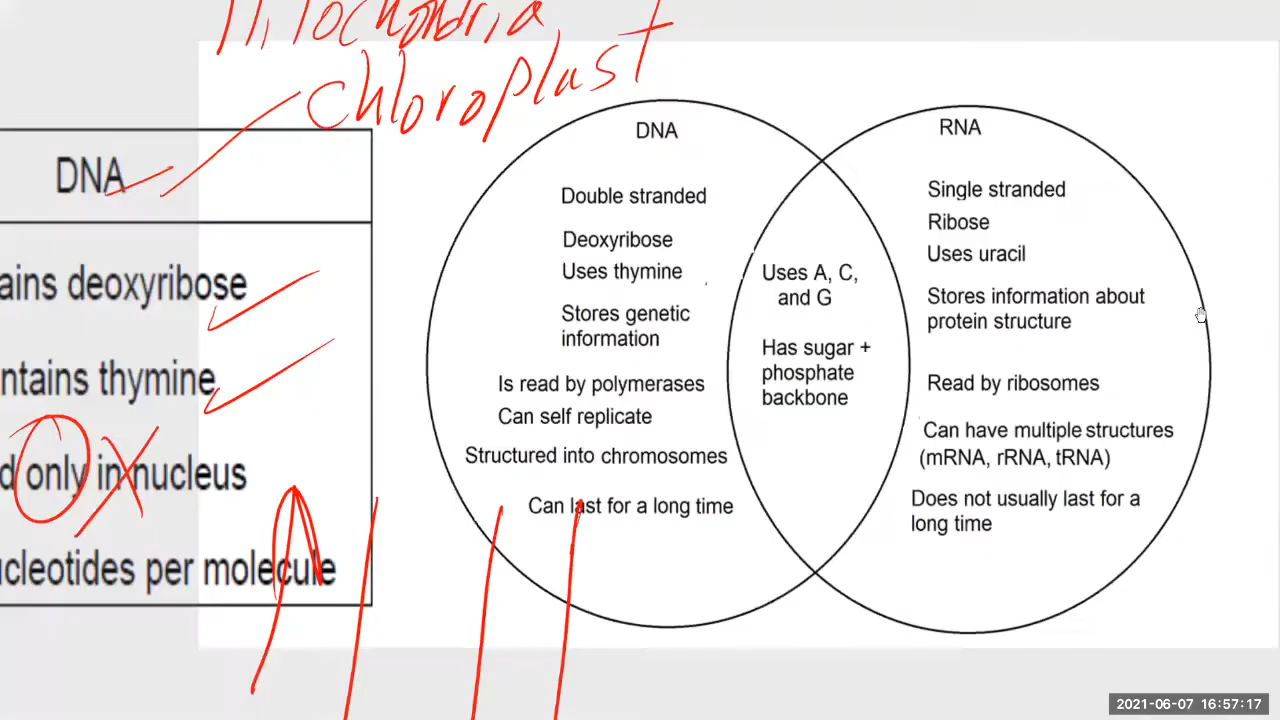 Mitochondria,
chloroplast
DNA
ains deoxyribose
ntains thymine
d only in nucleus
ucleotides per molecule
DNA
Double stranded
Deoxyribose
Uses thymine
Stores genetic
information
Is read by polymerases
Can self replicate
Structured into chromosomes
Can last for a long time
Uses A, C,
and G
Has sugar +
phosphate
backbone
RNA
Single stranded
Ribose
Uses uracil
Stores information about
protein structure
Read by ribosomes
Can have multiple structures
(mRNA, rRNA, tRNA)
Does not usually last for a
long time
2021-06-07 16:57:17